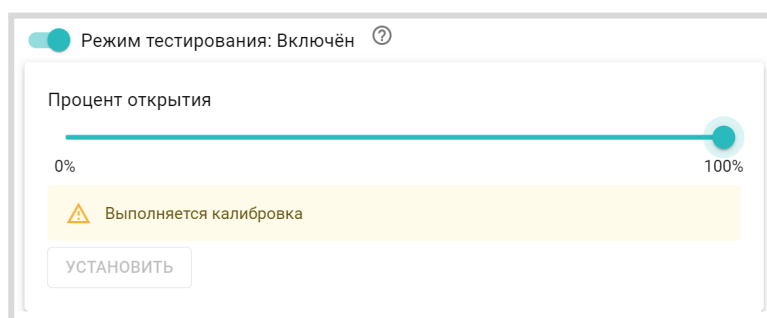 Режим тестирования: Включён
Процент открытия
0% 100%
Выполняется калибровка
УСТАНОВИТЬ